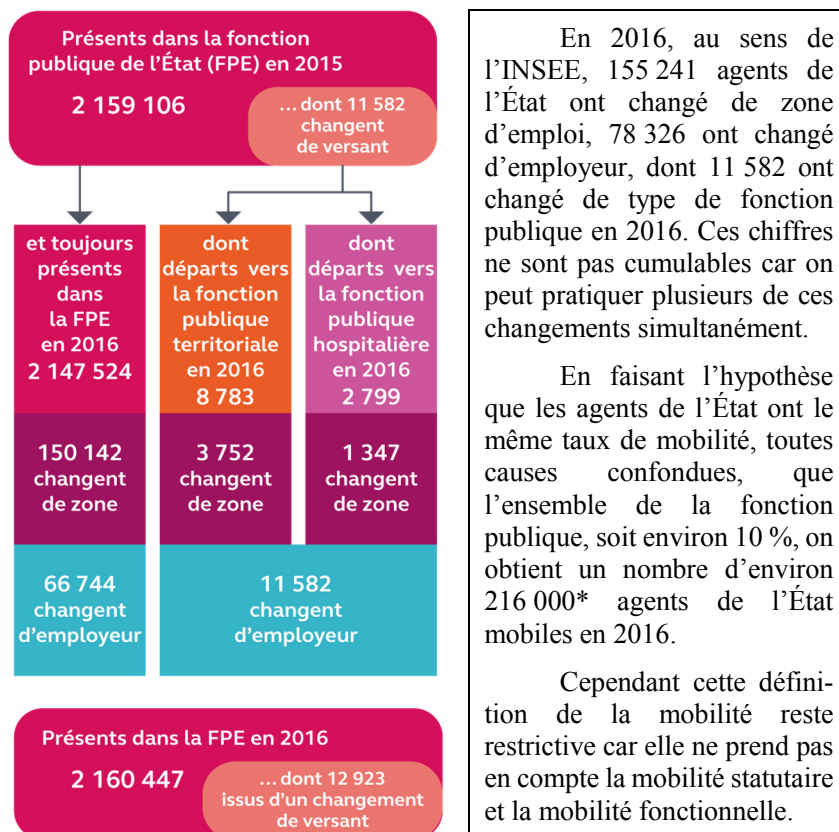 Présents dans la fonction
publique de l’État (FPE) en 2015
2 159 106
... dont 11 582
changent
de versant
et toujours
présents
dans
la FPE
en 2016
2 147 524
dont
départs vers
la fonction
publique
territoriale
en 2016
8 783
dont
départs vers
la fonction
publique
hospitalière
en 2016
2 799
150 142
changent
de zone
3 752
changent
de zone
1 347
changent
de zone
66 744
changent
d’employeur
11 582
changent
d’employeur
Présents dans la FPE en 2016
2 160 447
... dont 12 923
issus d’un changement
de versant
En 2016, au sens de
l’INSEE, 155 241 agents de
l’État ont changé de zone
d’emploi, 78 326 ont changé
d’employeur, dont 11 582 ont
changé de type de fonction
publique en 2016. Ces chiffres
ne sont pas cumulables car on
peut pratiquer plusieurs de ces
changements simultanément.
En faisant l’hypothèse
que les agents de l’État ont le
même taux de mobilité, toutes
causes confondues, que
l’ensemble de la fonction
publique, soit environ 10 %, on
obtient un nombre d’environ
216 000* agents de l’État
mobiles en 2016.
Cependant cette défini-
tion de la mobilité reste
restrictive car elle ne prend pas
en compte la mobilité statutaire
et la mobilité fonctionnelle.